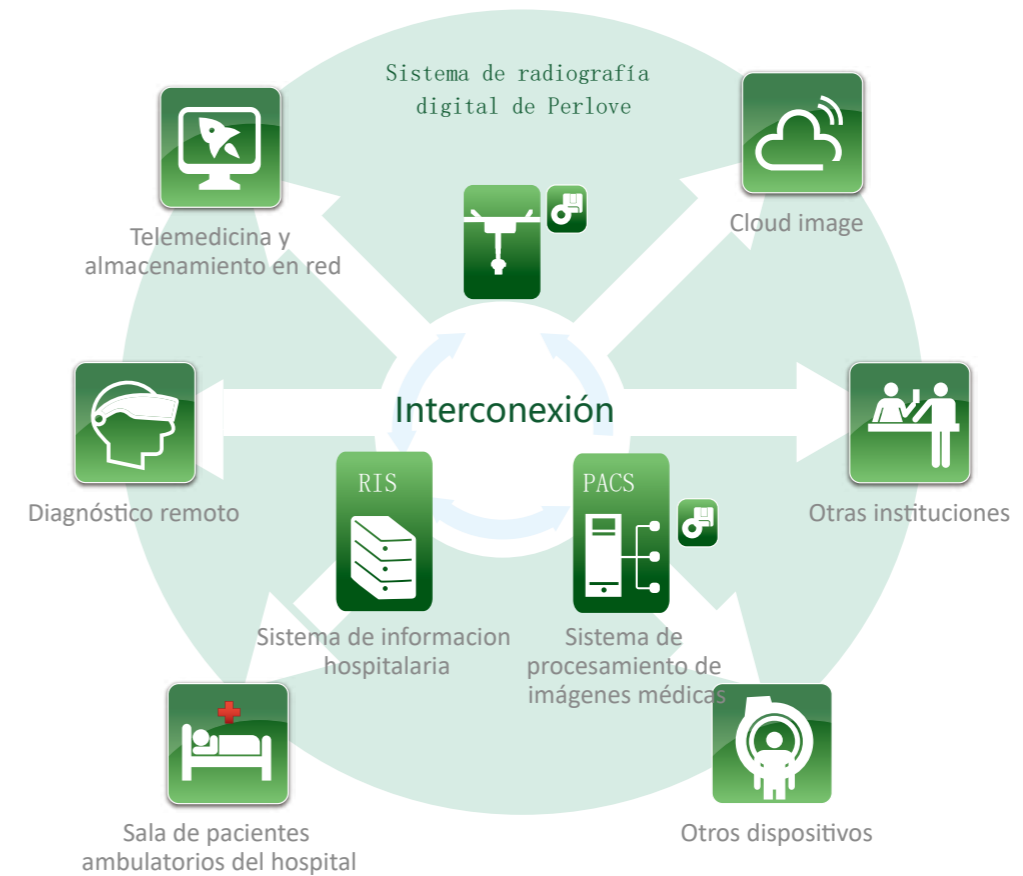 Sistema de radiografía
digital de Perlove
Telemedicina y
almacenamiento en red
Cloud image
Interconexión
Diagnóstico remoto
RIS
PACS
Otras instituciones
Sistema de informacion
hospitalaria
Sistema de
procesamiento de
imágenes médicas
Sala de pacientes
ambulatorios del hospital
Otros dispositivos